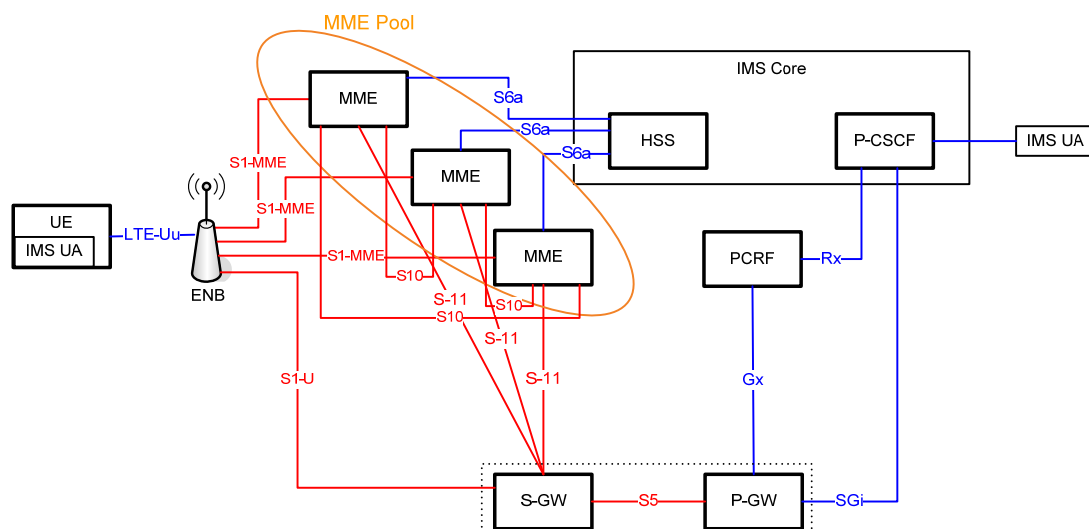 MME Pool
IMS Core
MME
S6a
HSS
P-CSCF
IMS UA
S6a
S6a
S1-MME
MME
S1-MME
UE
IMS UA
LTE-Uu
ENB
S1-MME
MME
PCRF
Rx
S10
S-11
S10
S10
S-11
S1-U
S-11
Gx
S-GW
S5
P-GW
SGi